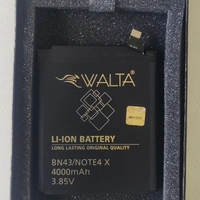 WALTA
LI-ION BATTERY
LONG LASTING ORIGINAL QUALITY
BN43/NOTE4 X
4000mAh
3.85V